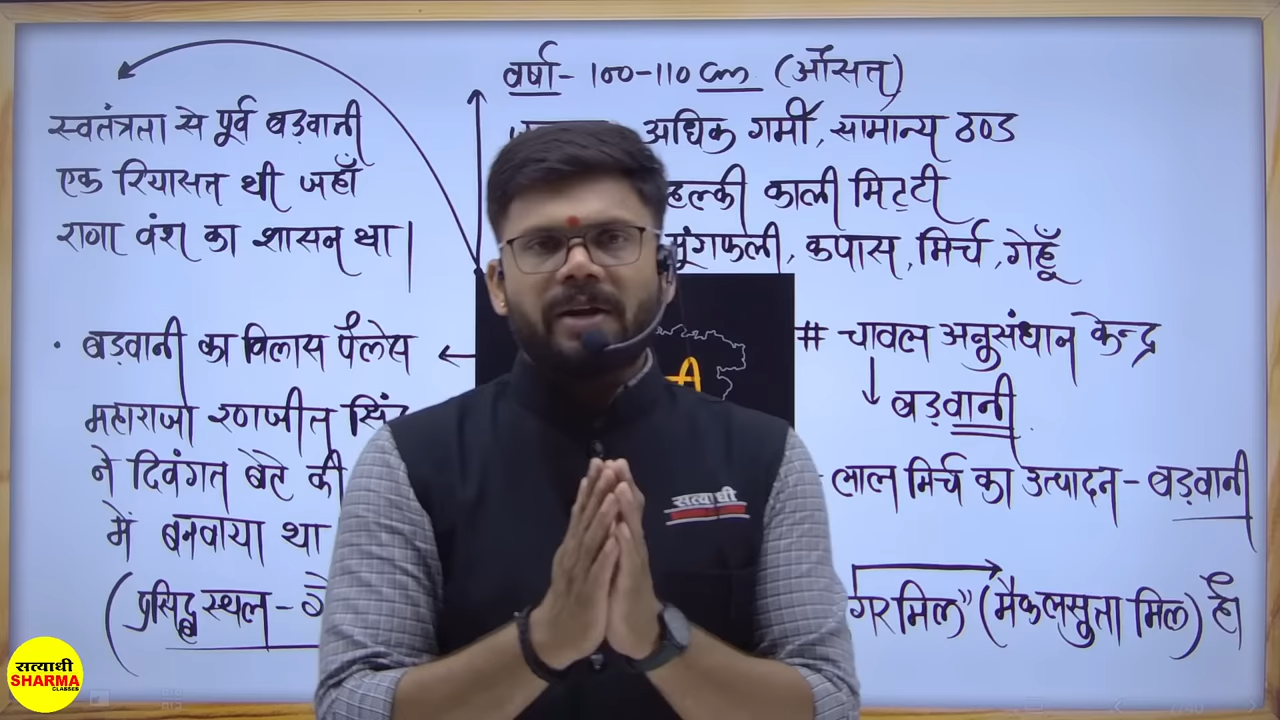 वर्षा - 100-110 cm (औसत)
स्वतंत्रता से पूर्व बड़वानी
एक रियासत थी जहाँ
राणा वंश का शासन था|
अधिक गर्मी, सामान्य ठण्ड
हल्की काली मिट्टी
मूंगफली, कपास, मिर्च, गेहूँ
• बड़वानी का विलास पैलेस
महाराजा रणजीत सिंह
ने दिवंगत बेटे की
में बनवाया था
(प्रसिद्ध स्थल -
# चावल अनुसंधान केन्द्र
बड़वानी
- लाल मिर्च का उत्पादन - बड़वानी
मिल" (मैकलसुता मिल) है।
सत्याधी
सत्याधी
SHARMA
CLASSES